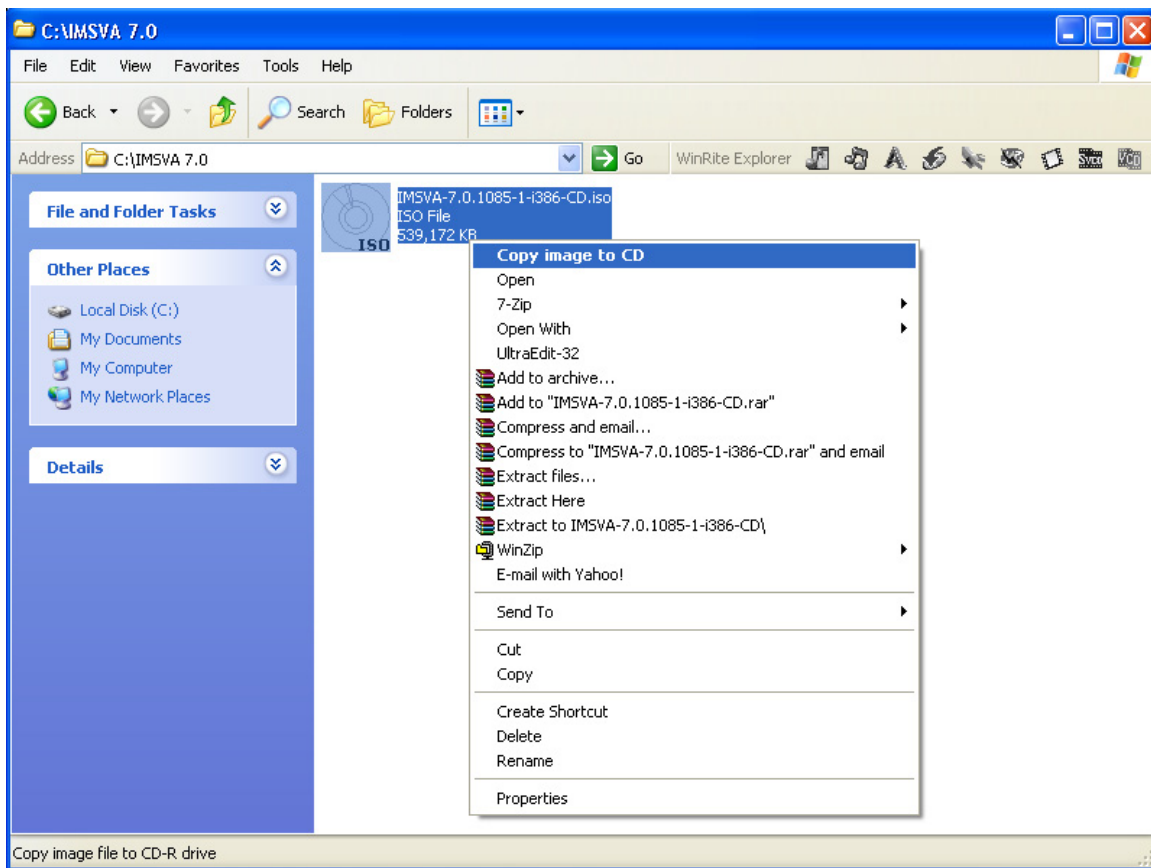 C:\IMSVA 7.0
File Edit View Favorites Tools Help
Back Search Folders
Address C:\IMSVA 7.0 Go WinRite Explorer SVCD VCD
File and Folder Tasks
Other Places
Local Disk (C:)
My Documents
My Computer
My Network Places
Details
ISO
IMSVA-7.0.1085-1-i386-CD.iso
ISO File
539,172 KB
Copy image to CD
Open
7-Zip
Open With
UltraEdit-32
Add to archive...
Add to "IMSVA-7.0.1085-1-i386-CD.rar"
Compress and email...
Compress to "IMSVA-7.0.1085-1-i386-CD.rar" and email
Extract files...
Extract Here
Extract to IMSVA-7.0.1085-1-i386-CD\
WinZip
E-mail with Yahoo!
Send To
Cut
Copy
Create Shortcut
Delete
Rename
Properties
Copy image file to CD-R drive